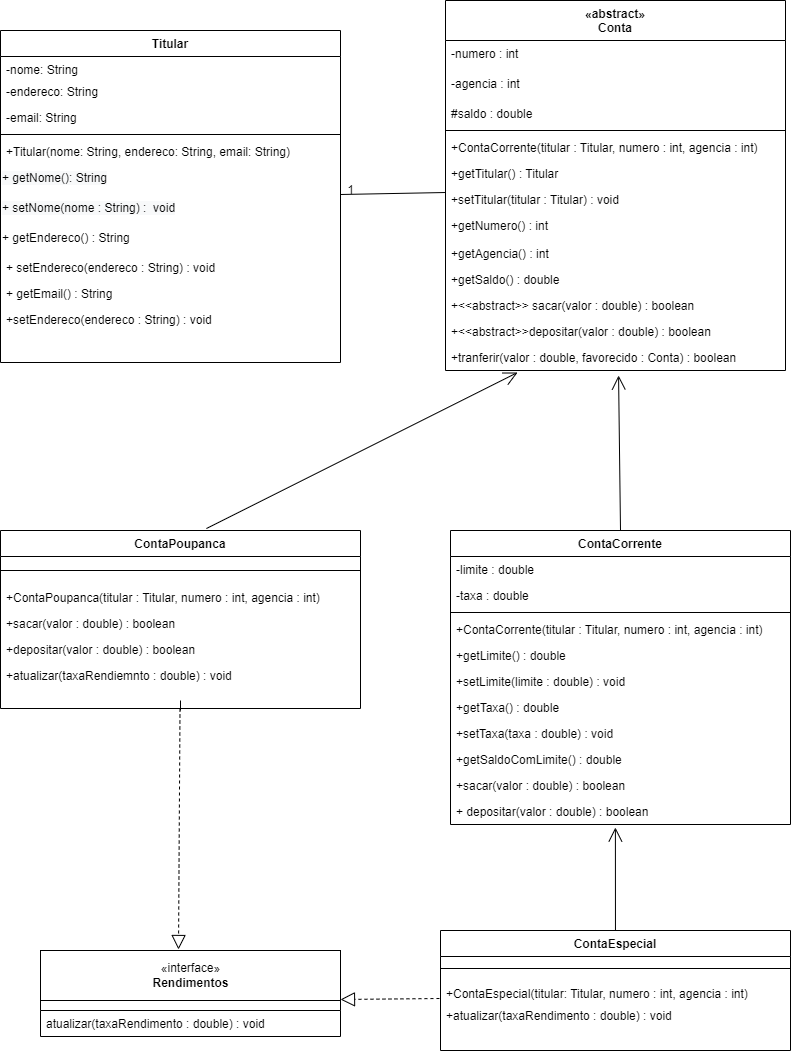 Titular
-nome: String
-endereco: String
-email: String
+Titular(nome: String, endereco: String, email: String)
+ getNome(): String
+ setNome(nome : String) : void
+ getEndereco() : String
+ setEndereco(endereco : String) : void
+ getEmail() : String
+setEndereco(endereco : String) : void
1
«abstract»
Conta
-numero : int
-agencia : int
#saldo : double
+ContaCorrente(titular : Titular, numero : int, agencia : int)
+getTitular() : Titular
+setTitular(titular : Titular) : void
+getNumero() : int
+getAgencia() : int
+getSaldo() : double
+<<abstract>> sacar(valor : double) : boolean
+<<abstract>>depositar(valor : double) : boolean
+tranferir(valor : double, favorecido : Conta) : boolean
ContaPoupanca
+ContaPoupanca(titular : Titular, numero : int, agencia : int)
+sacar(valor : double) : boolean
+depositar(valor : double) : boolean
+atualizar(taxaRendiemnto : double) : void
ContaCorrente
-limite : double
-taxa : double
+ContaCorrente(titular : Titular, numero : int, agencia : int)
+getLimite() : double
+setLimite(limite : double) : void
+getTaxa() : double
+setTaxa(taxa : double) : void
+getSaldoComLimite() : double
+sacar(valor : double) : boolean
+ depositar(valor : double) : boolean
«interface»
Rendimentos
atualizar(taxaRendimento : double) : void
ContaEspecial
+ContaEspecial(titular: Titular, numero : int, agencia : int)
+atualizar(taxaRendimento : double) : void